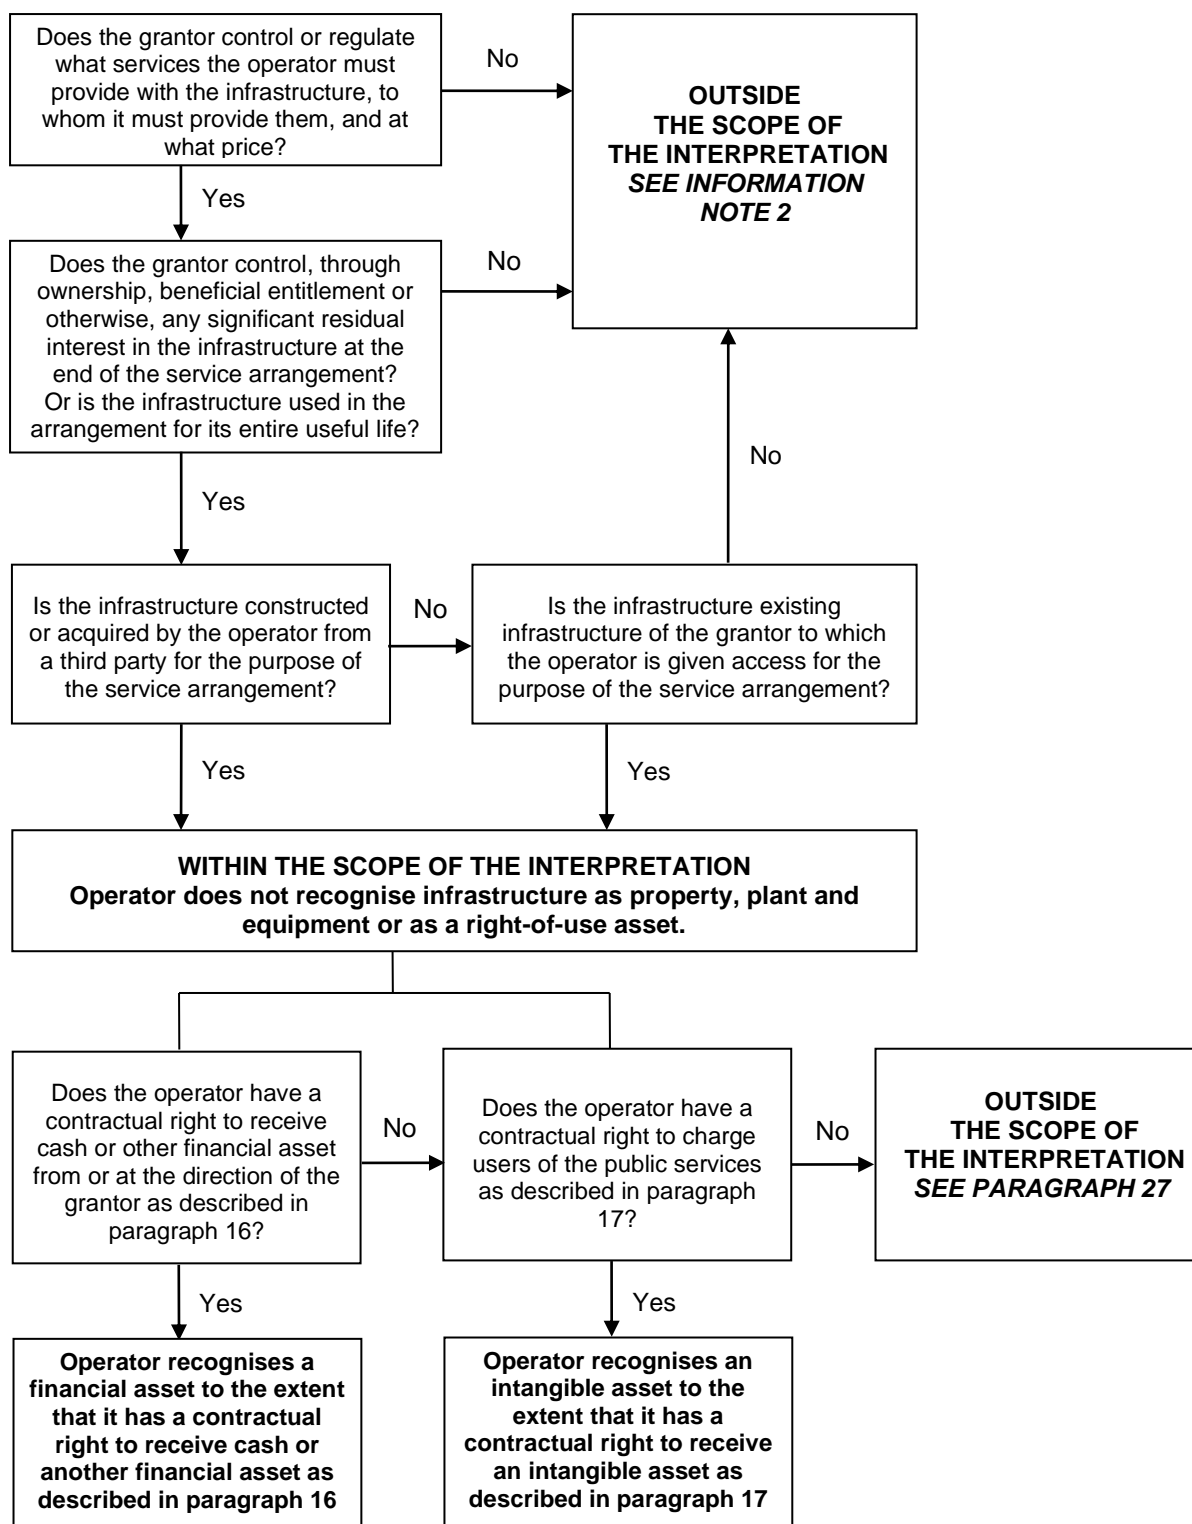 Does the grantor control or regulate
what services the operator must
provide with the infrastructure, to
whom it must provide them, and at
what price?
No
OUTSIDE
THE SCOPE OF
THE INTERPRETATION
SEE INFORMATION
NOTE 2
Yes
Does the grantor control, through
ownership, beneficial entitlement or
otherwise, any significant residual
interest in the infrastructure at the
end of the service arrangement?
Or is the infrastructure used in the
arrangement for its entire useful life?
No
No
Yes
Is the infrastructure constructed
or acquired by the operator from
a third party for the purpose of
the service arrangement?
No
Is the infrastructure existing
infrastructure of the grantor to which
the operator is given access for the
purpose of the service arrangement?
Yes
Yes
WITHIN THE SCOPE OF THE INTERPRETATION
Operator does not recognise infrastructure as property, plant and
equipment or as a right-of-use asset.
Does the operator have a
contractual right to receive
cash or other financial asset
from or at the direction of the
grantor as described in
paragraph 16?
No
Does the operator have a
contractual right to charge
users of the public services
as described in paragraph
17?
No
OUTSIDE
THE SCOPE OF
THE INTERPRETATION
SEE PARAGRAPH 27
Yes
Yes
Operator recognises a
financial asset to the extent
that it has a contractual
right to receive cash or
another financial asset as
described in paragraph 16
Operator recognises an
intangible asset to the
extent that it has a
contractual right to receive
an intangible asset as
described in paragraph 17